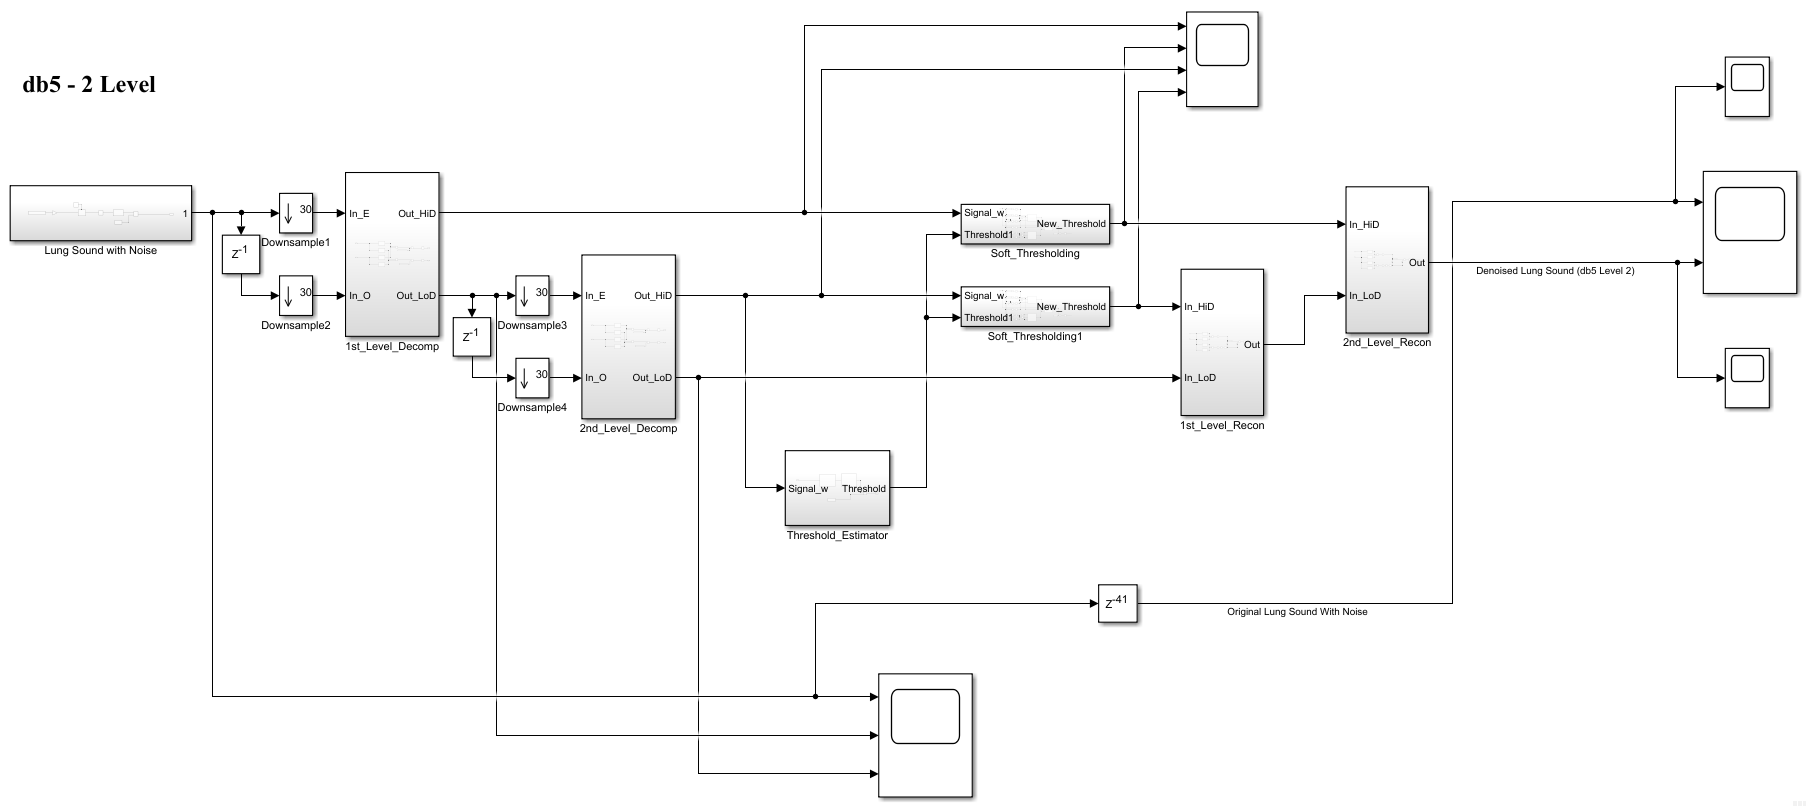 db5 - 2 Level
1
Lung Sound with Noise
z-1
30
Downsample1
30
Downsample2
In_E
Out_HiD
In_O
Out_LoD
1st_Level_Decomp
z-1
30
Downsample3
30
Downsample4
In_E
Out_HiD
In_O
Out_LoD
2nd_Level_Decomp
Signal_w
Threshold
Threshold_Estimator
Signal_w
New_Threshold
Threshold1
Soft_Thresholding
Signal_w
New_Threshold
Threshold1
Soft_Thresholding1
In_HiD
Out
In_LoD
1st_Level_Recon
In_HiD
Out
In_LoD
2nd_Level_Recon
Denoised Lung Sound (db5 Level 2)
z-41
Original Lung Sound With Noise